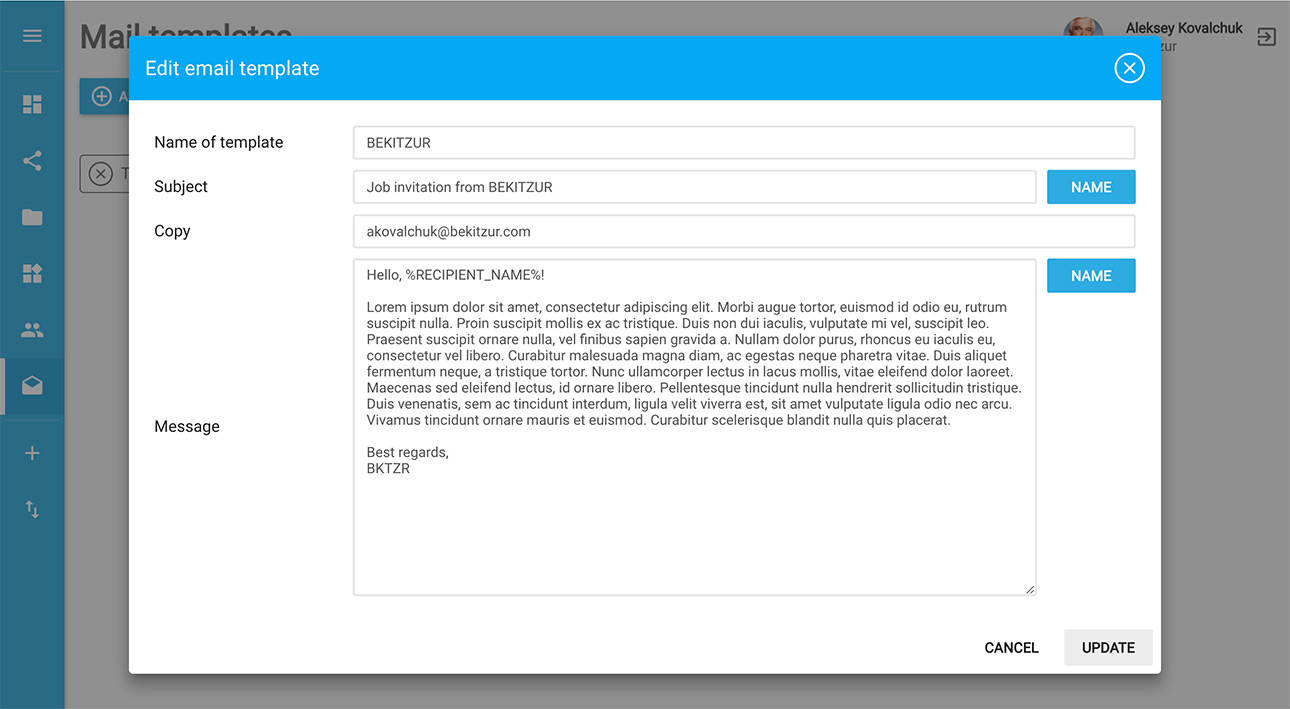 Mail templates
Aleksey Kovalchuk
Edit email template
Name of template
BEKITZUR
Subject
Job invitation from BEKITZUR
NAME
Copy
akovalchuk@bekitzur.com
Message
Hello, %RECIPIENT_NAME%!
NAME
Lorem ipsum dolor sit amet, consectetur adipiscing elit. Morbi augue tortor, euismod id odio eu, rutrum
suscipit nulla. Proin suscipit mollis ex ac tristique. Duis non dui iaculis, vulputate mi vel, suscipit leo.
Praesent suscipit ornare nulla, vel finibus sapien gravida a. Nullam dolor purus, rhoncus eu iaculis eu,
consectetur vel libero. Curabitur malesuada magna diam, ac egestas neque pharetra vitae. Duis aliquet
fermentum neque, a tristique tortor. Nunc ullamcorper lectus in lacus mollis, vitae eleifend dolor laoreet.
Maecenas sed eleifend lectus, id ornare libero. Pellentesque tincidunt nulla hendrerit sollicitudin tristique.
Duis venenatis, sem ac tincidunt interdum, ligula velit viverra est, sit amet vulputate ligula odio nec arcu.
Vivamus tincidunt ornare mauris et euismod. Curabitur scelerisque blandit nulla quis placerat.
Best regards,
BKTZR
CANCEL
UPDATE